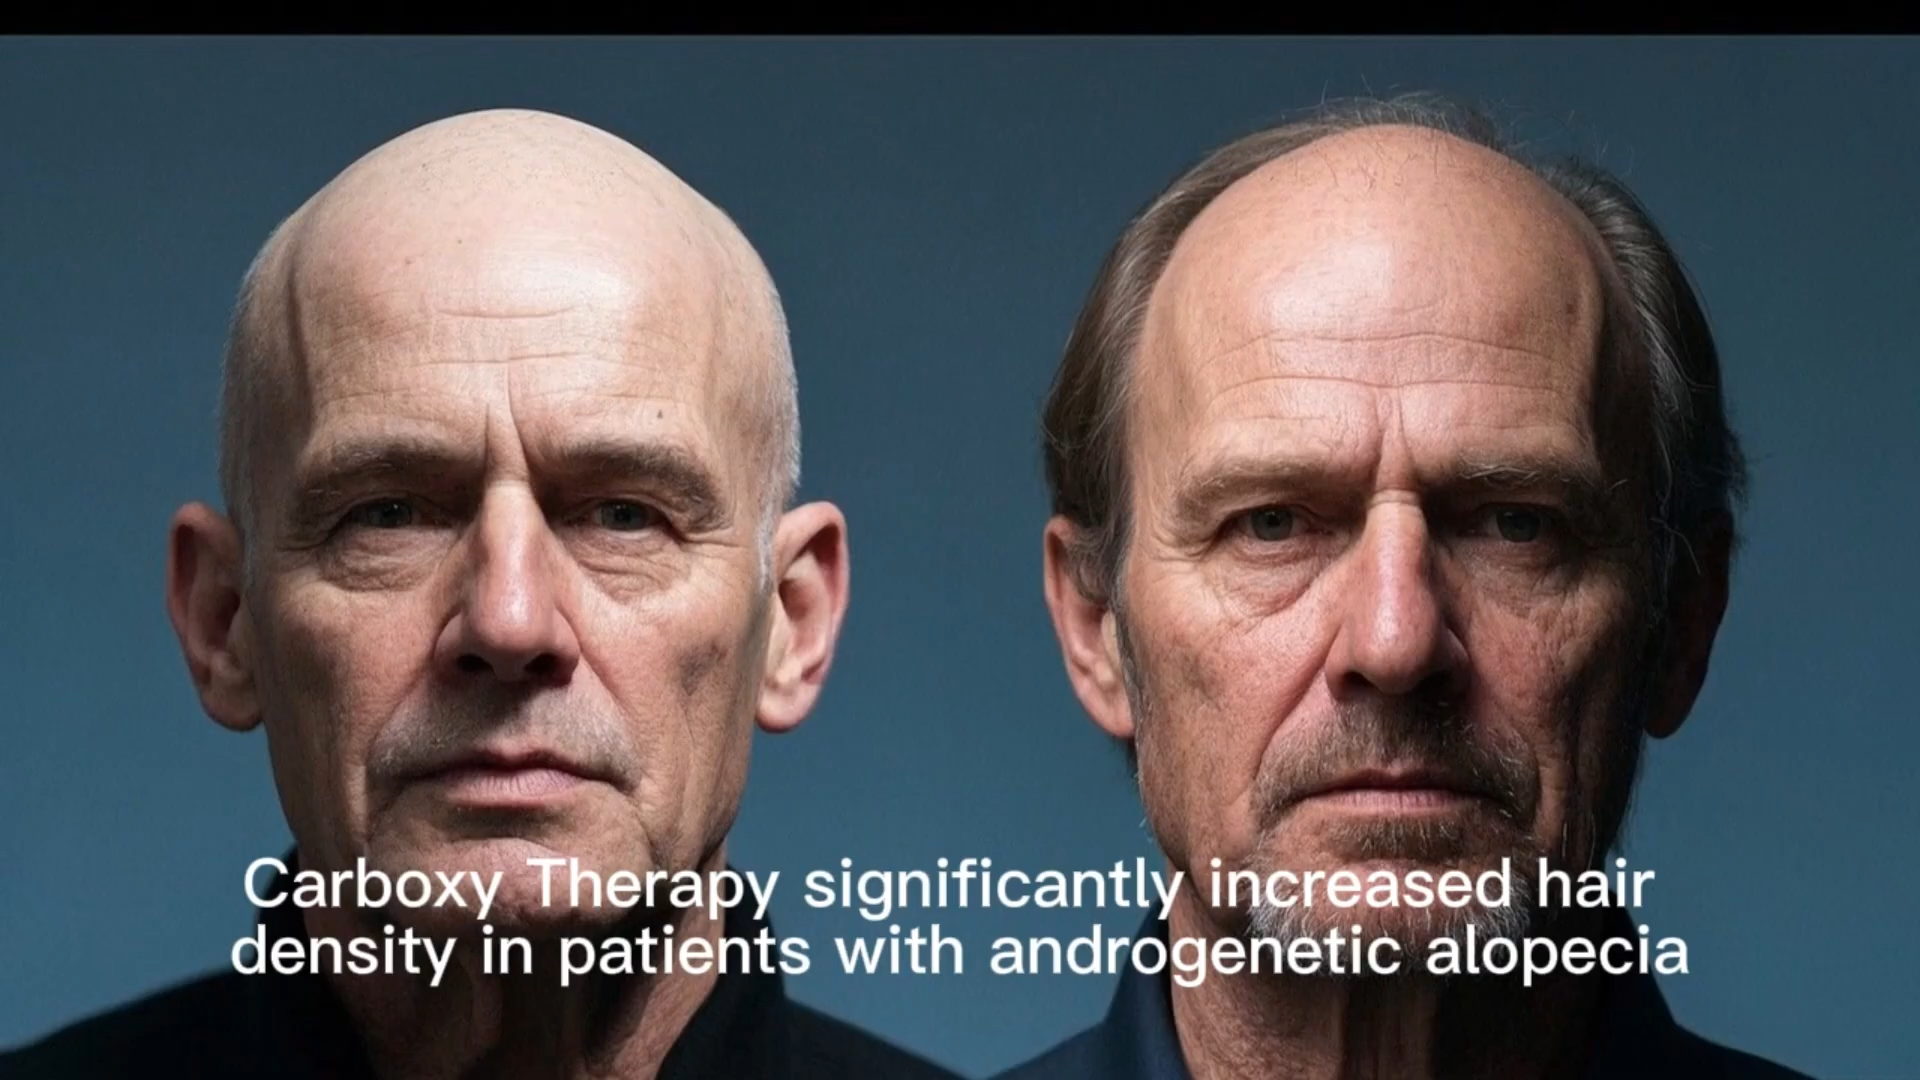 Carboxy Therapy significantly increased hair
density in patients with androgenetic alopecia